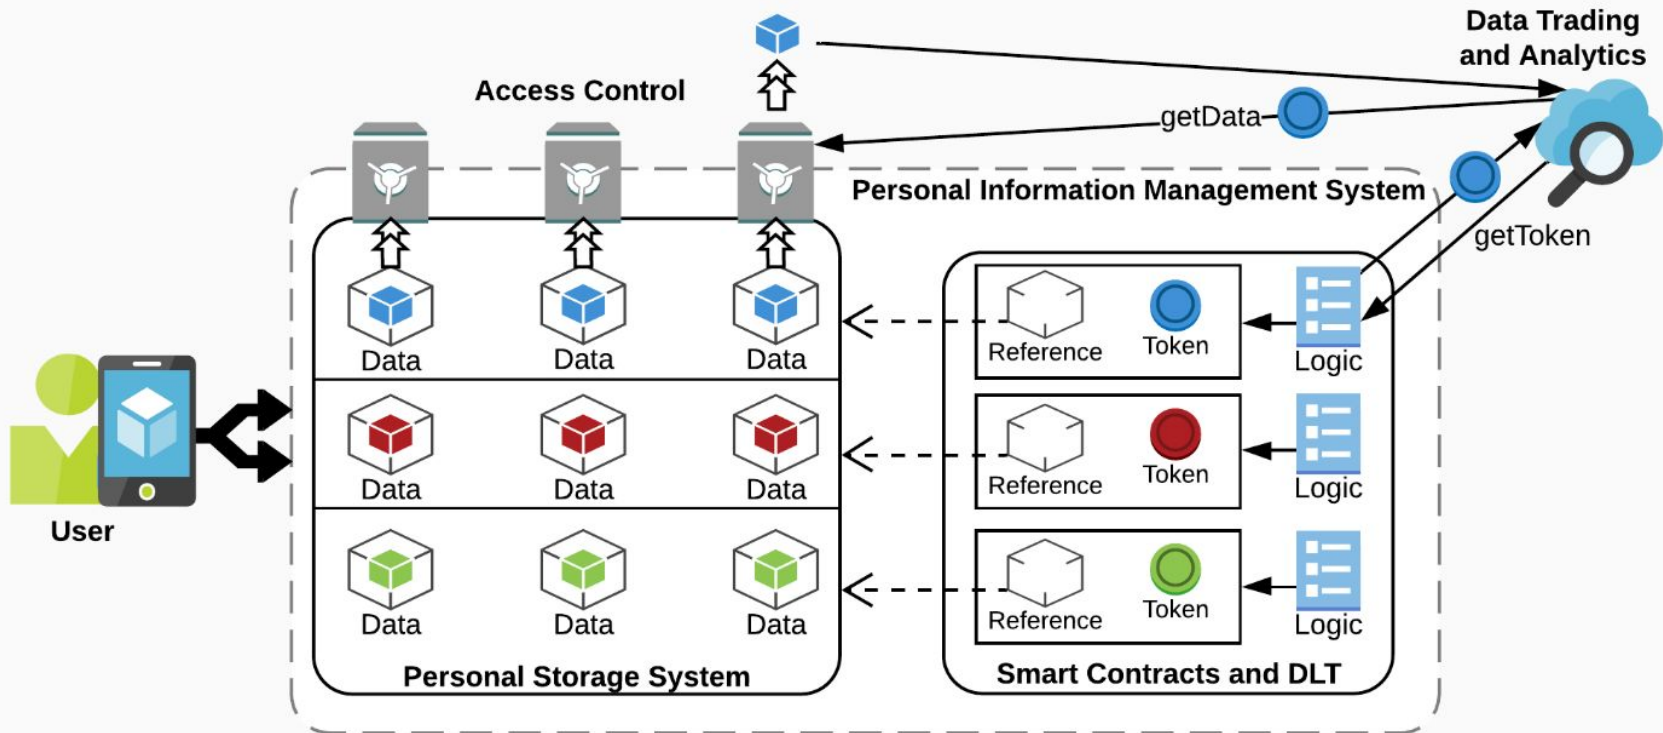 Data Trading
and Analytics
Access Control
getData
Personal Information Management System
getToken
Data
Data
Data
Reference
Token
Logic
Data
Data
Data
Reference
Token
Logic
User
Data
Data
Data
Reference
Token
Logic
Personal Storage System
Smart Contracts and DLT